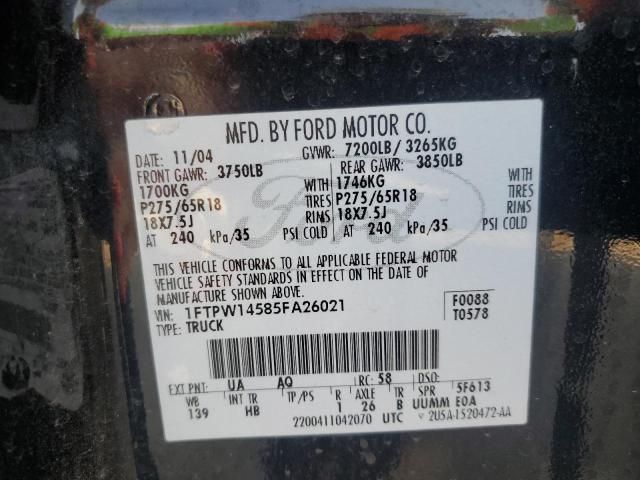 MFD. BY FORD MOTOR CO.
DATE: 11/04 GVWR: 7200LB/ 3265KG
FRONT GAWR: 3750LB REAR GAWR: 3850LB
1700KG WITH 1746KG WITH
P275/65R18 TIRES P275/65R18 TIRES
18X7.5J RIMS 18X7.5J RIMS
AT 240 kPa/35 PSI COLD AT 240 kPa/35 PSI COLD
Ford
THIS VEHICLE CONFORMS TO ALL APPLICABLE FEDERAL MOTOR
VEHICLE SAFETY STANDARDS IN EFFECT ON THE DATE OF
MANUFACTURE SHOWN ABOVE.
VIN: 1FTPW14585FA26021 F0088
TYPE: TRUCK T0578
EXT PNT: UA AQ RC: 58 DSO:
WB INT TR TP/PS R AXLE TR SPR 5F613
139 HB 1 26 B UUMM EOA
2200411042070 UTC 2U5A-1520472-AA